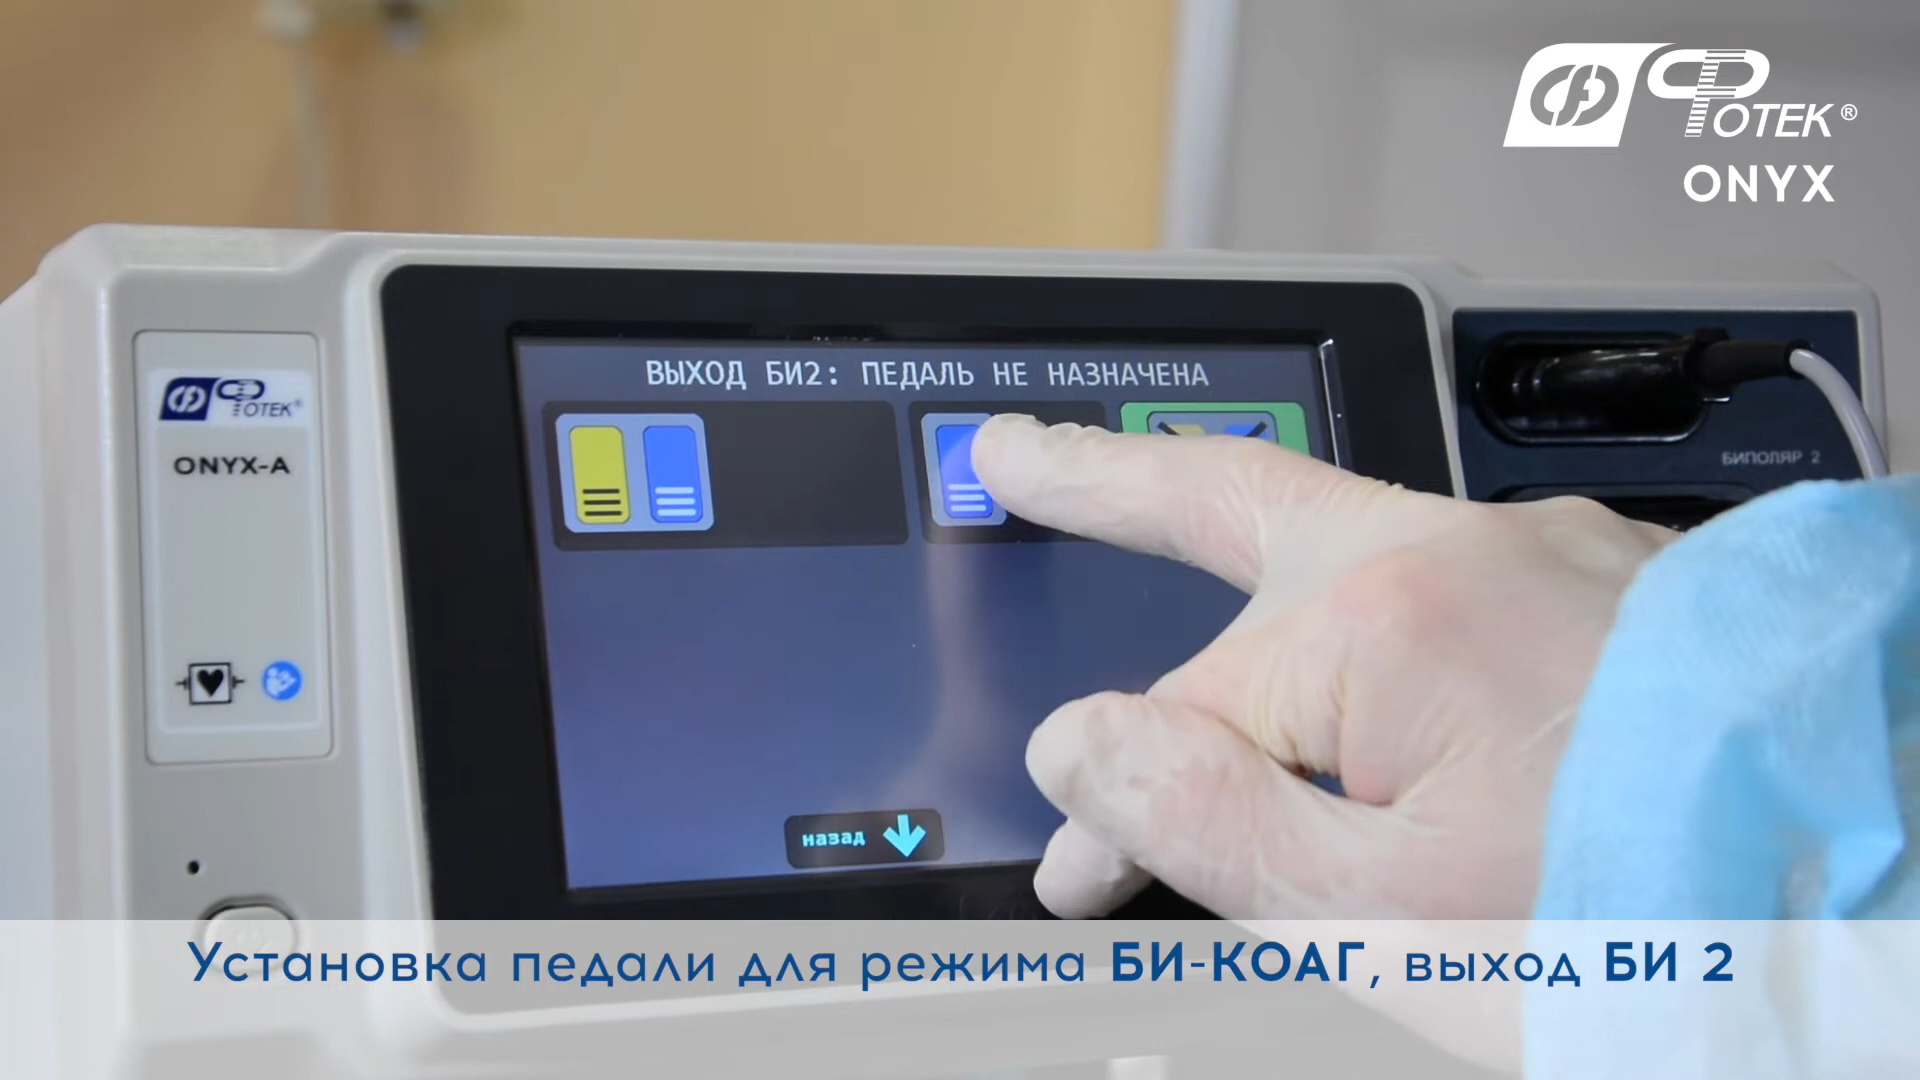 ФОТЕК®
ONYX
ВЫХОД БИ2: ПЕДАЛЬ НЕ НАЗНАЧЕНА
ФОТЕК®
ONYX-A
БИПОЛЯР 2
назад
Установка педали для режима БИ-КОАГ, выход БИ 2